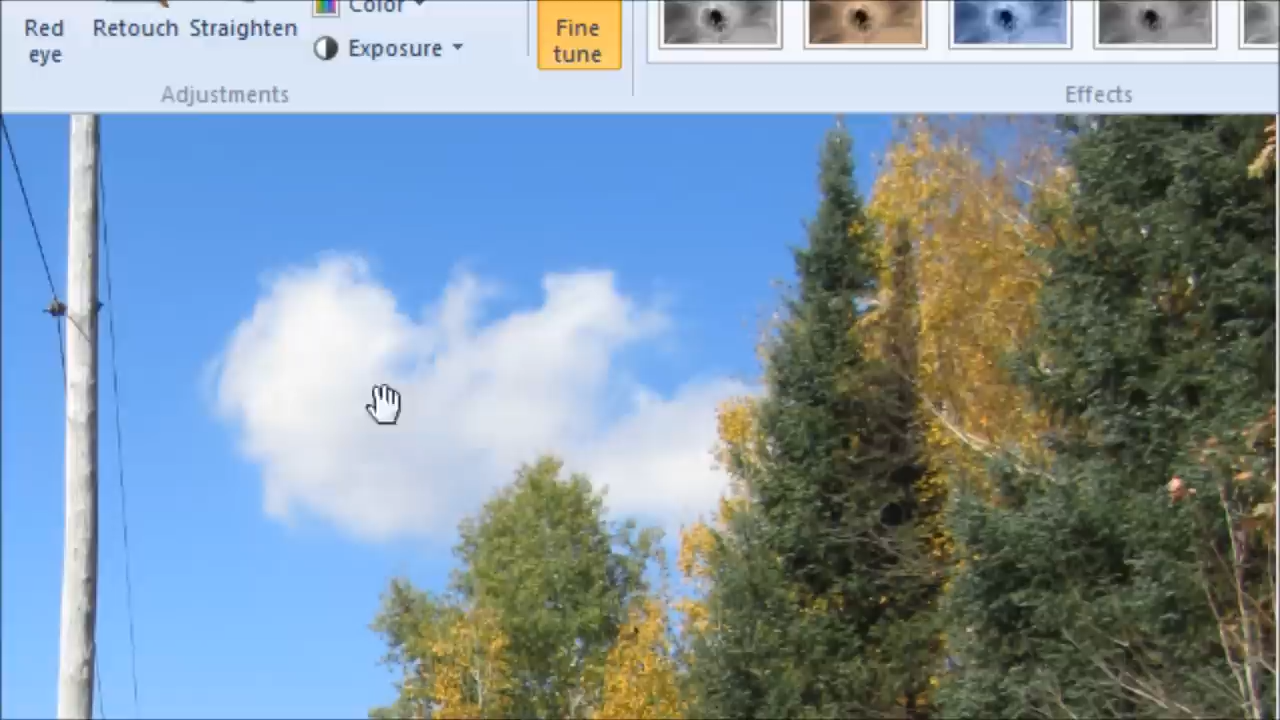 Red
eye
Retouch
Straighten
Color
Exposure
Fine
tune
Adjustments
Effects